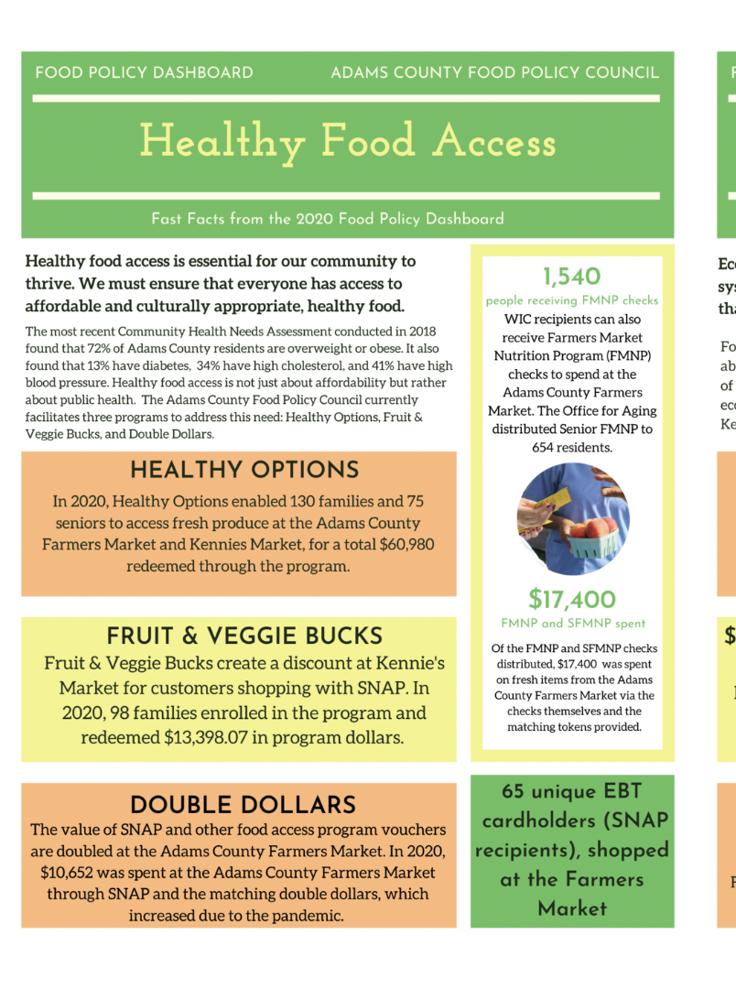 FOOD POLICY DASHBOARD
ADAMS COUNTY FOOD POLICY COUNCIL
Healthy Food Access
Fast Facts from the 2020 Food Policy Dashboard
Healthy food access is essential for our community to
thrive. We must ensure that everyone has access to
affordable and culturally appropriate, healthy food.
The most recent Community Health Needs Assessment conducted in 2018
found that 72% of Adams County residents are overweight or obese. It also
found that 13% have diabetes, 34% have high cholesterol, and 41% have high
blood pressure. Healthy food access is not just about affordability but rather
about public health. The Adams County Food Policy Council currently
facilitates three programs to address this need: Healthy Options, Fruit &
Veggie Bucks, and Double Dollars.
HEALTHY OPTIONS
In 2020, Healthy Options enabled 130 families and 75
seniors to access fresh produce at the Adams County
Farmers Market and Kennies Market, for a total $60,980
redeemed through the program.
FRUIT & VEGGIE BUCKS
Fruit & Veggie Bucks create a discount at Kennie's
Market for customers shopping with SNAP. In
2020, 98 families enrolled in the program and
redeemed $13,398.07 in program dollars.
DOUBLE DOLLARS
The value of SNAP and other food access program vouchers
are doubled at the Adams County Farmers Market. In 2020,
$10,652 was spent at the Adams County Farmers Market
through SNAP and the matching double dollars, which
increased due to the pandemic.
1,540
people receiving FMNP checks
WIC recipients can also
receive Farmers Market
Nutrition Program (FMNP)
checks to spend at the
Adams County Farmers
Market. The Office for Aging
distributed Senior FMNP to
654 residents.
$17,400
FMNP and SFMNP spent
Of the FMNP and SFMNP checks
distributed, $17,400 was spent
on fresh items from the Adams
County Farmers Market via the
checks themselves and the
matching tokens provided.
65 unique EBT
cardholders (SNAP
recipients), shopped
at the Farmers
Market
of
$